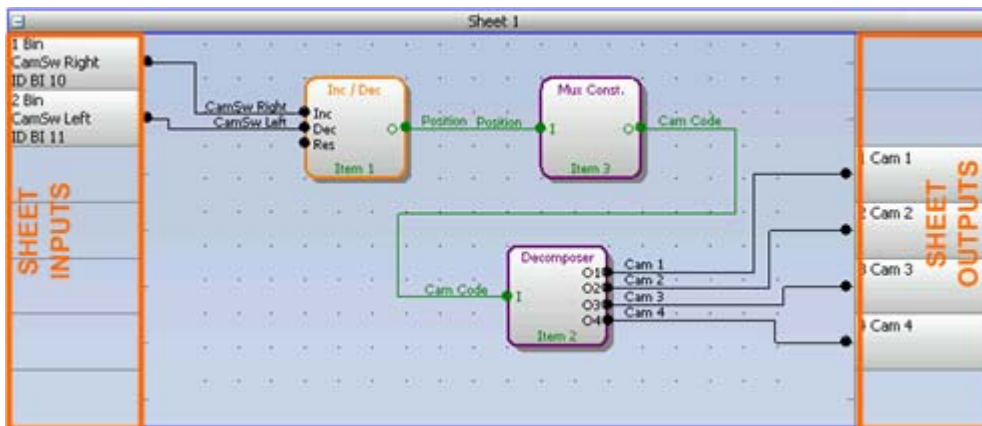 Sheet 1
1 Bin
CamSw Right
ID BI 10
2 Bin
CamSw Left
ID BI 11
SHEET
INPUTS
CamSw Right
CamSw Left
Inc / Dec
Inc
Dec
Res
O
Item 1
Position Position
Mux Const.
I O
Item 3
Cam Code
Cam Code
Decomposer
I
O1
O2
O3
O4
Item 2
Cam 1
Cam 2
Cam 3
Cam 4
1 Cam 1
2 Cam 2
3 Cam 3
4 Cam 4
SHEET
OUTPUTS